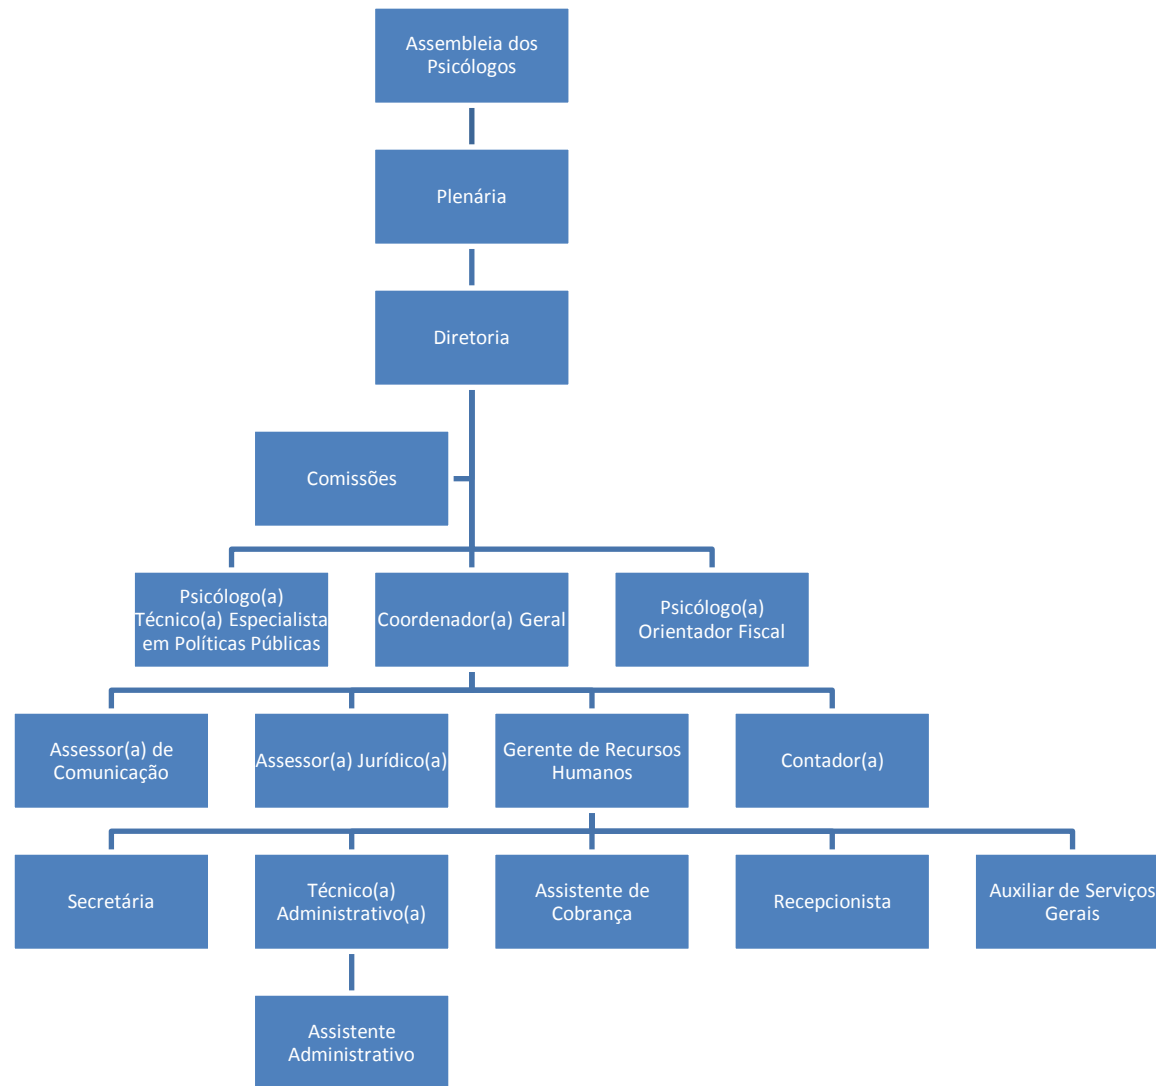 Assembleia dos
Psicólogos
Plenária
Diretoria
Comissões
Psicólogo(a)
Técnico(a) Especialista
em Políticas Públicas
Coordenador(a) Geral
Psicólogo(a)
Orientador Fiscal
Assessor(a) de
Comunicação
Assessor(a) Jurídico(a)
Gerente de Recursos
Humanos
Contador(a)
Secretária
Técnico(a)
Administrativo(a)
Assistente de
Cobrança
Recepcionista
Auxiliar de Serviços
Gerais
Assistente
Administrativo